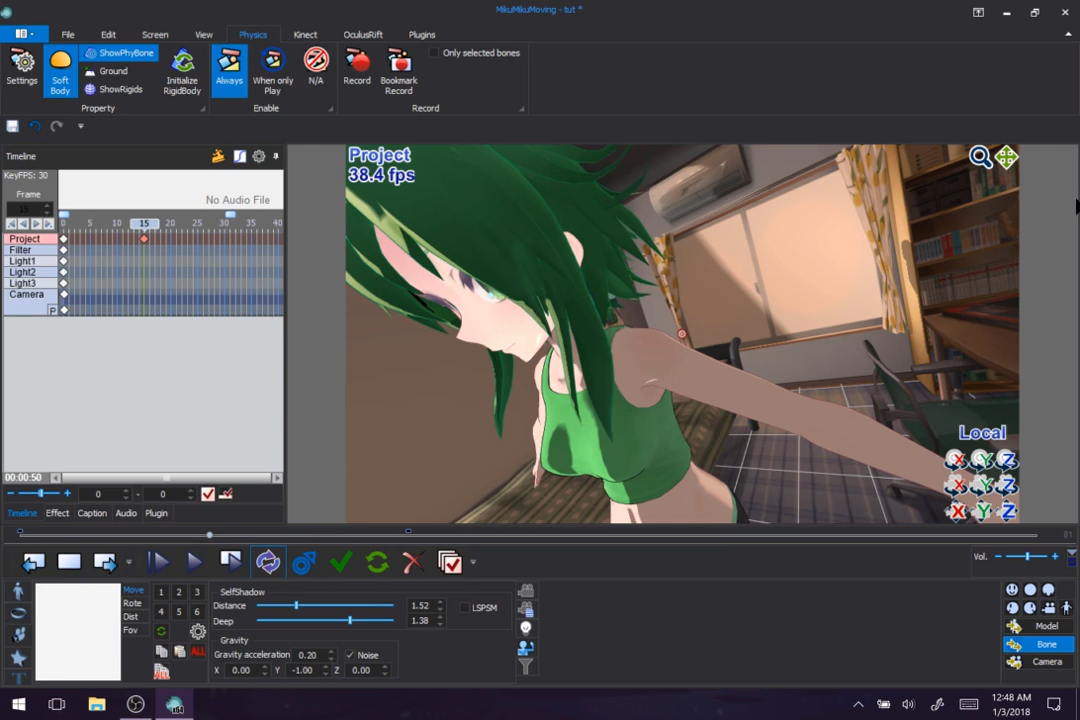 MikuMikuMoving - tut *
File Edit Screen View Physics Kinect OculusRift Plugins
Settings
Soft Body
ShowPhyBone
Ground
ShowRigids
Initialize RigidBody
Property
Always
When only Play
N/A
Enable
Record
Bookmark Record
Only selected bones
Record
Timeline
KeyFPS: 30
No Audio File
Frame
15
0 5 10 15 20 25 30 35 40
Project
Filter
Light1
Light2
Light3
Camera
P
00:00:50
0 - 0
Timeline Effect Caption Audio Plugin
Project
38.4 fps
Local
X Y Z
X Y Z
X Y Z
01
Vol.
Move
Rote
Dist
Fov
1 2 3
4 5 6
ALL
ALL
T
SelfShadow
Distance 1.52
Deep 1.38
LSPSM
Gravity
Gravity acceleration 0.20 Noise
X 0.00 Y -1.00 Z 0.00
Model
Bone
Camera
x64
12:48 AM
1/3/2018